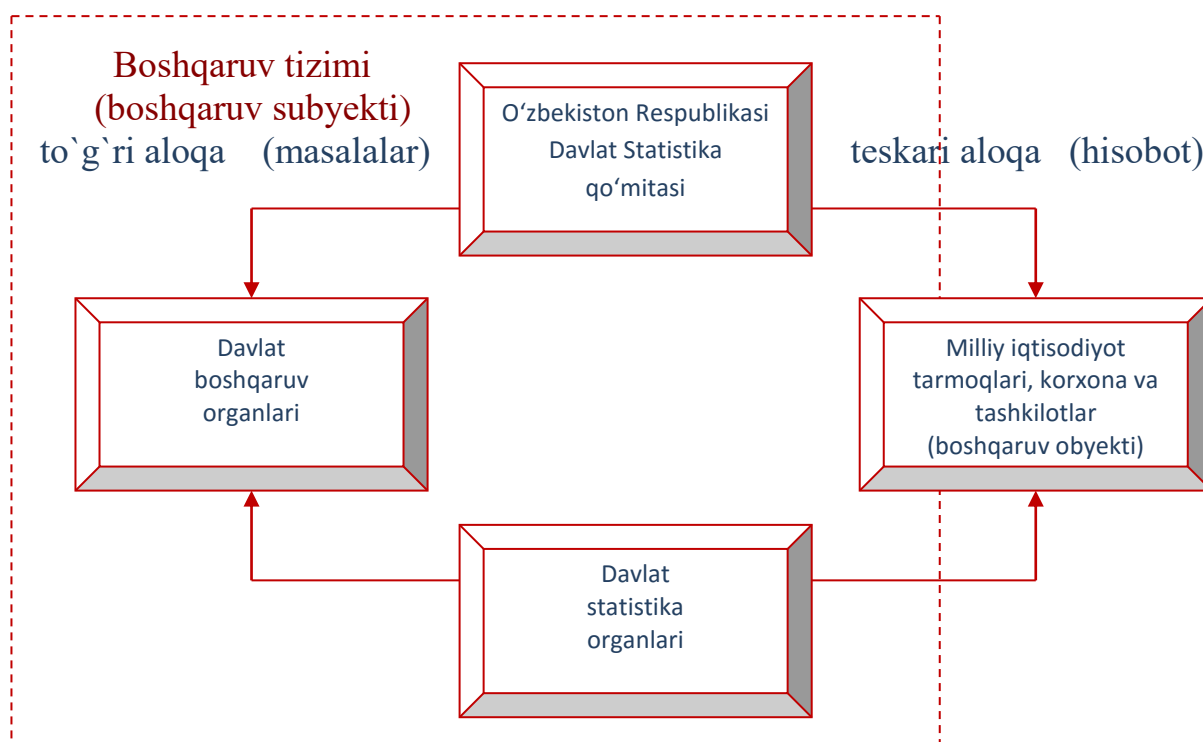 Boshqaruv tizimi
(boshqaruv subyekti)
to`g`ri aloqa (masalalar)
O‘zbekiston Respublikasi
Davlat Statistika
qo‘mitasi
teskari aloqa (hisobot)
Davlat
boshqaruv
organlari
Milliy iqtisodiyot
tarmoqlari, korxona va
tashkilotlar
(boshqaruv obyekti)
Davlat
statistika
organlari